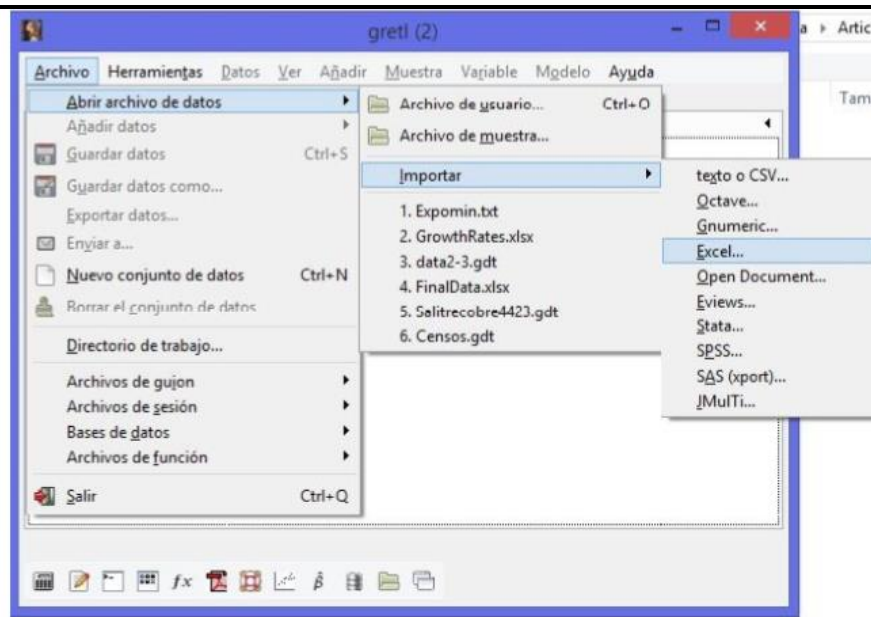 gretl (2)
a ▸ Artic
Archivo Herramientas Datos Ver Añadir Muestra Variable Modelo Ayuda
Tam
Abrir archivo de datos
Añadir datos
Guardar datos Ctrl+S
Guardar datos como...
Exportar datos...
Enviar a...
Nuevo conjunto de datos Ctrl+N
Borrar el conjunto de datos
Directorio de trabajo...
Archivos de guion
Archivos de sesión
Bases de datos
Archivos de función
Salir Ctrl+Q
Archivo de usuario... Ctrl+O
Archivo de muestra...
Importar
1. Expomin.txt
2. GrowthRates.xlsx
3. data2-3.gdt
4. FinalData.xlsx
5. Salitrecobre4423.gdt
6. Censos.gdt
texto o CSV...
Octave...
Gnumeric...
Excel...
Open Document...
Eviews...
Stata...
SPSS...
SAS (xport)...
JMulTi...
fx
β̂